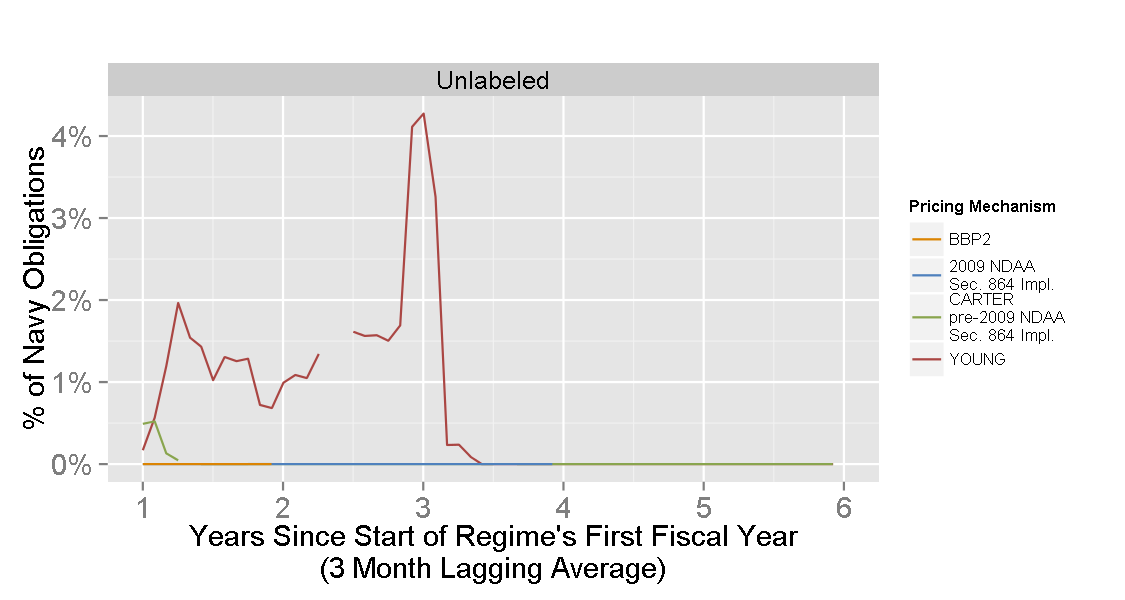 Unlabeled
% of Navy Obligations
4%
3%
2%
1%
0%
1 2 3 4 5 6
Years Since Start of Regime's First Fiscal Year
(3 Month Lagging Average)
Pricing Mechanism
BBP2
2009 NDAA
Sec. 864 Impl.
CARTER
pre-2009 NDAA
Sec. 864 Impl.
YOUNG